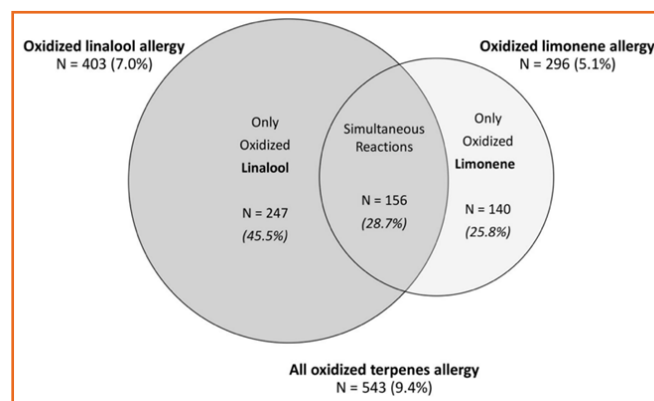 Oxidized linalool allergy
N = 403 (7.0%)
Oxidized limonene allergy
N = 296 (5.1%)
Only
Oxidized
Linalool
N = 247
(45.5%)
Simultaneous
Reactions
N = 156
(28.7%)
Only
Oxidized
Limonene
N = 140
(25.8%)
All oxidized terpenes allergy
N = 543 (9.4%)